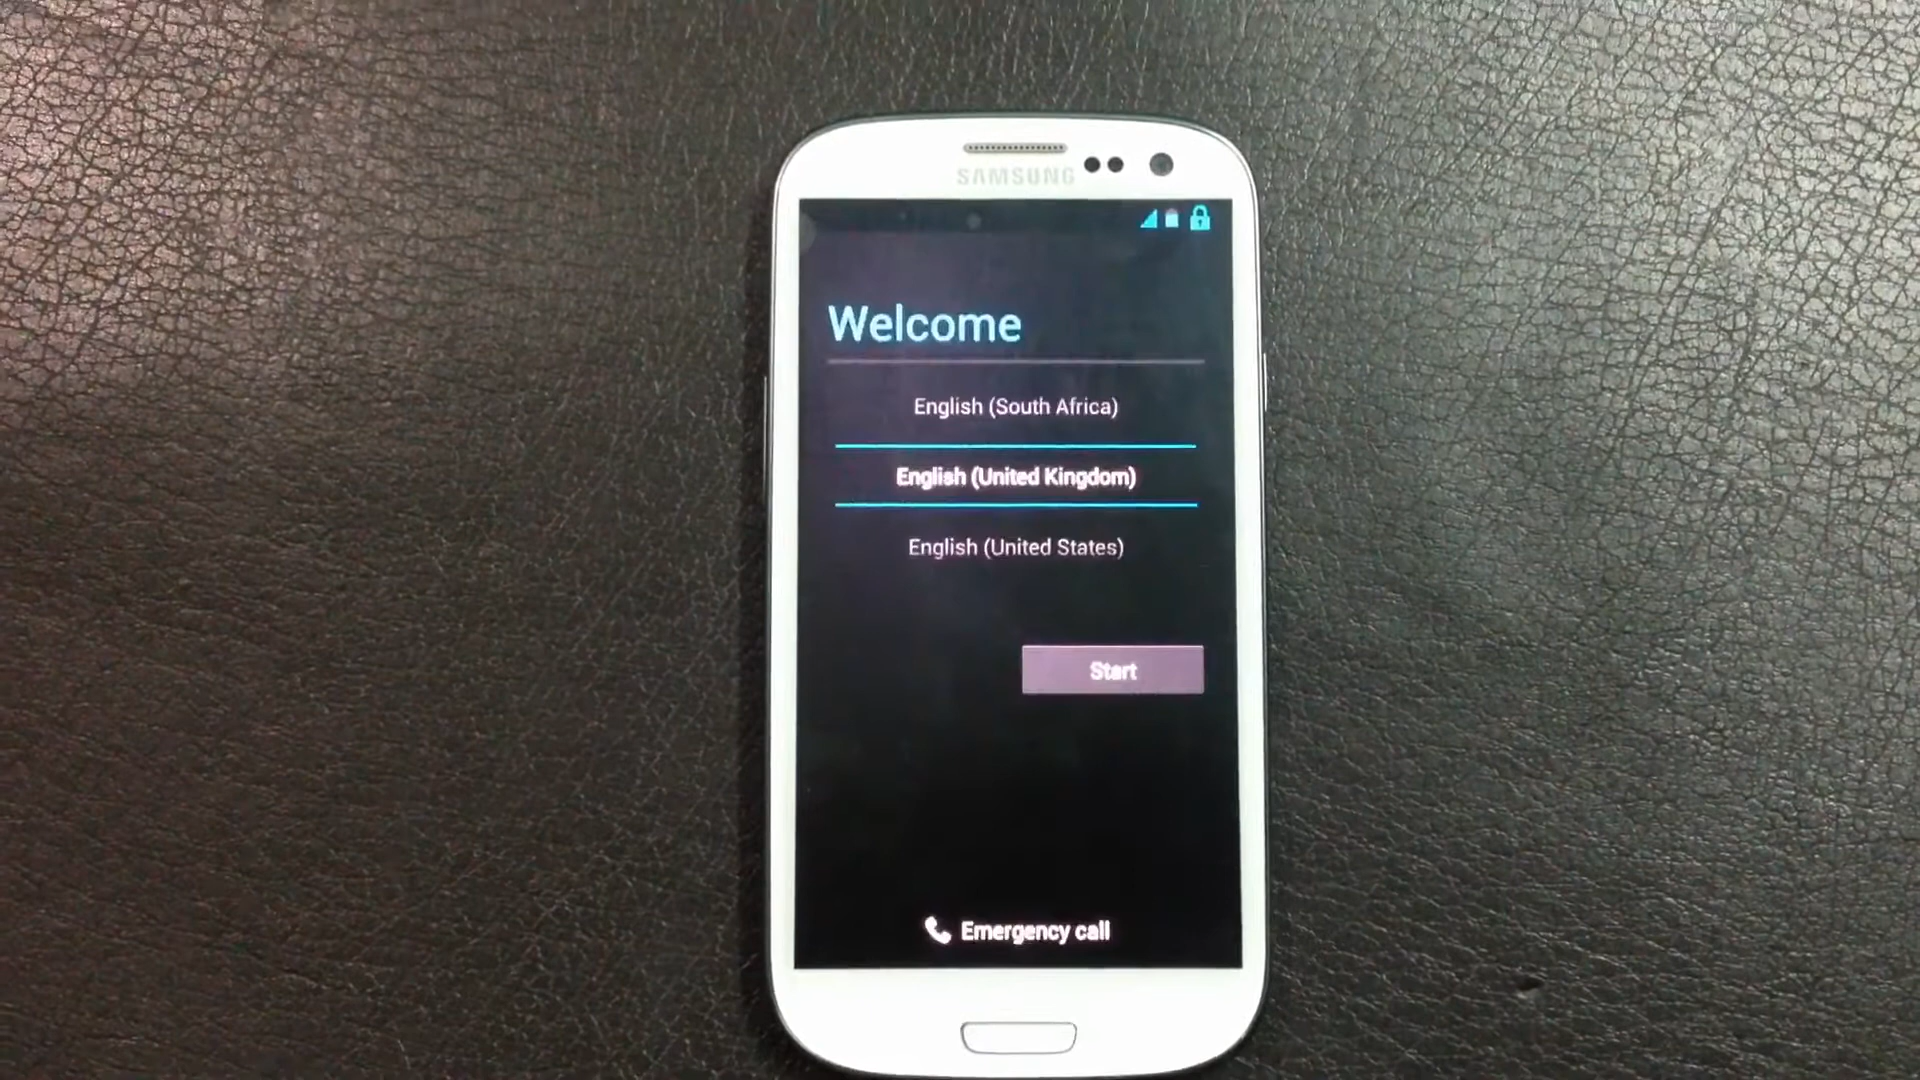 SAMSUNG
Welcome
English (South Africa)
English (United Kingdom)
English (United States)
Start
Emergency call